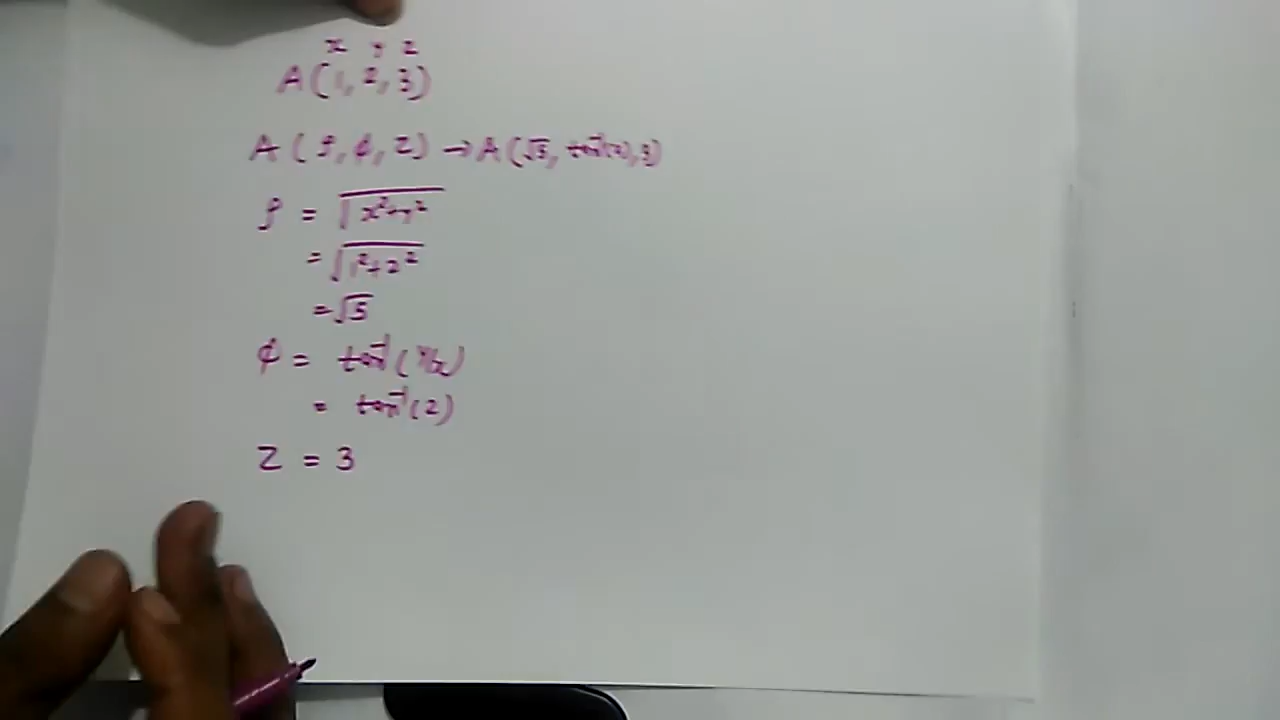 x y z
A(1, 2, 3)
A(ρ, φ, z) → A(√5, tan⁻¹(2), 3)
ρ = √x²+y²
= √1²+2²
= √5
φ = tan⁻¹(y/x)
= tan⁻¹(2)
z = 3